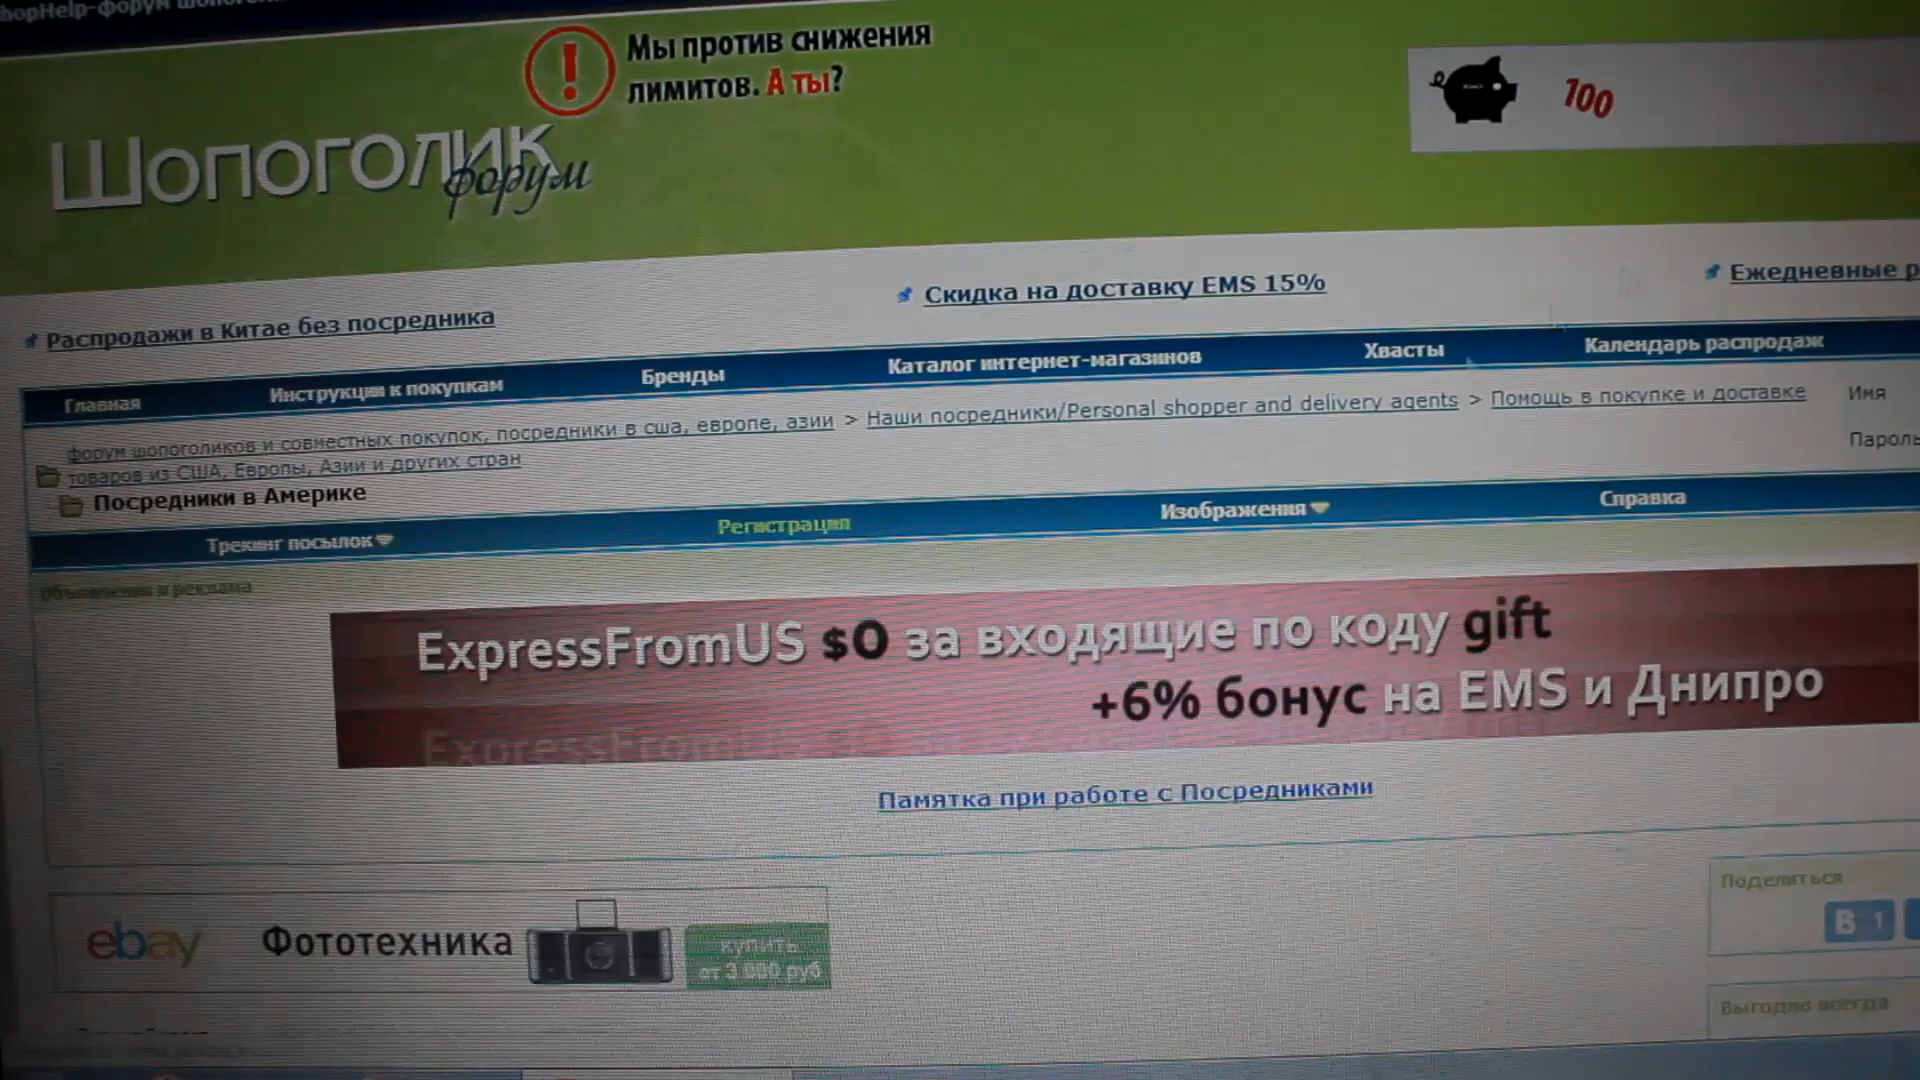 Мы против снижения
лимитов. А ты?
100
Шопоголик
форум
Распродажи в Китае без посредника
Скидка на доставку EMS 15%
Ежедневные
Главная
Инструкции к покупкам
Бренды
Каталог интернет-магазинов
Хвасты
Календарь распродаж
форум шопоголиков и совместных покупок, посредники в сша, европе, азии > Наши посредники/Personal shopper and delivery agents > Помощь в покупке и доставке
товаров из США, Европы, Азии и других стран
Имя
Пароль
Посредники в Америке
Трекинг посылок
Регистрация
Изображения
Справка
Объявления и реклама
ExpressFromUS $0 за входящие по коду gift
+6% бонус на EMS и Днипро
Памятка при работе с Посредниками
ebay
Фототехника
купить
от 3 000 руб
Поделиться
В 1
Выгодно всегда